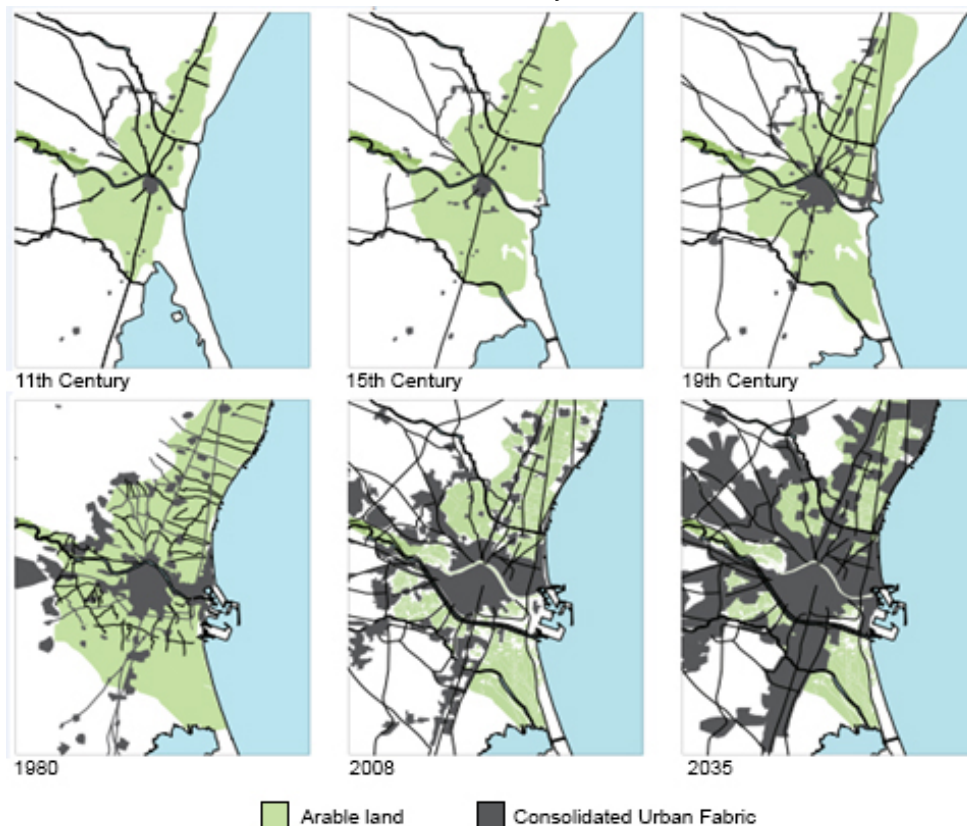 11th Century
15th Century
19th Century
1980
2008
2035
Arable land
Consolidated Urban Fabric